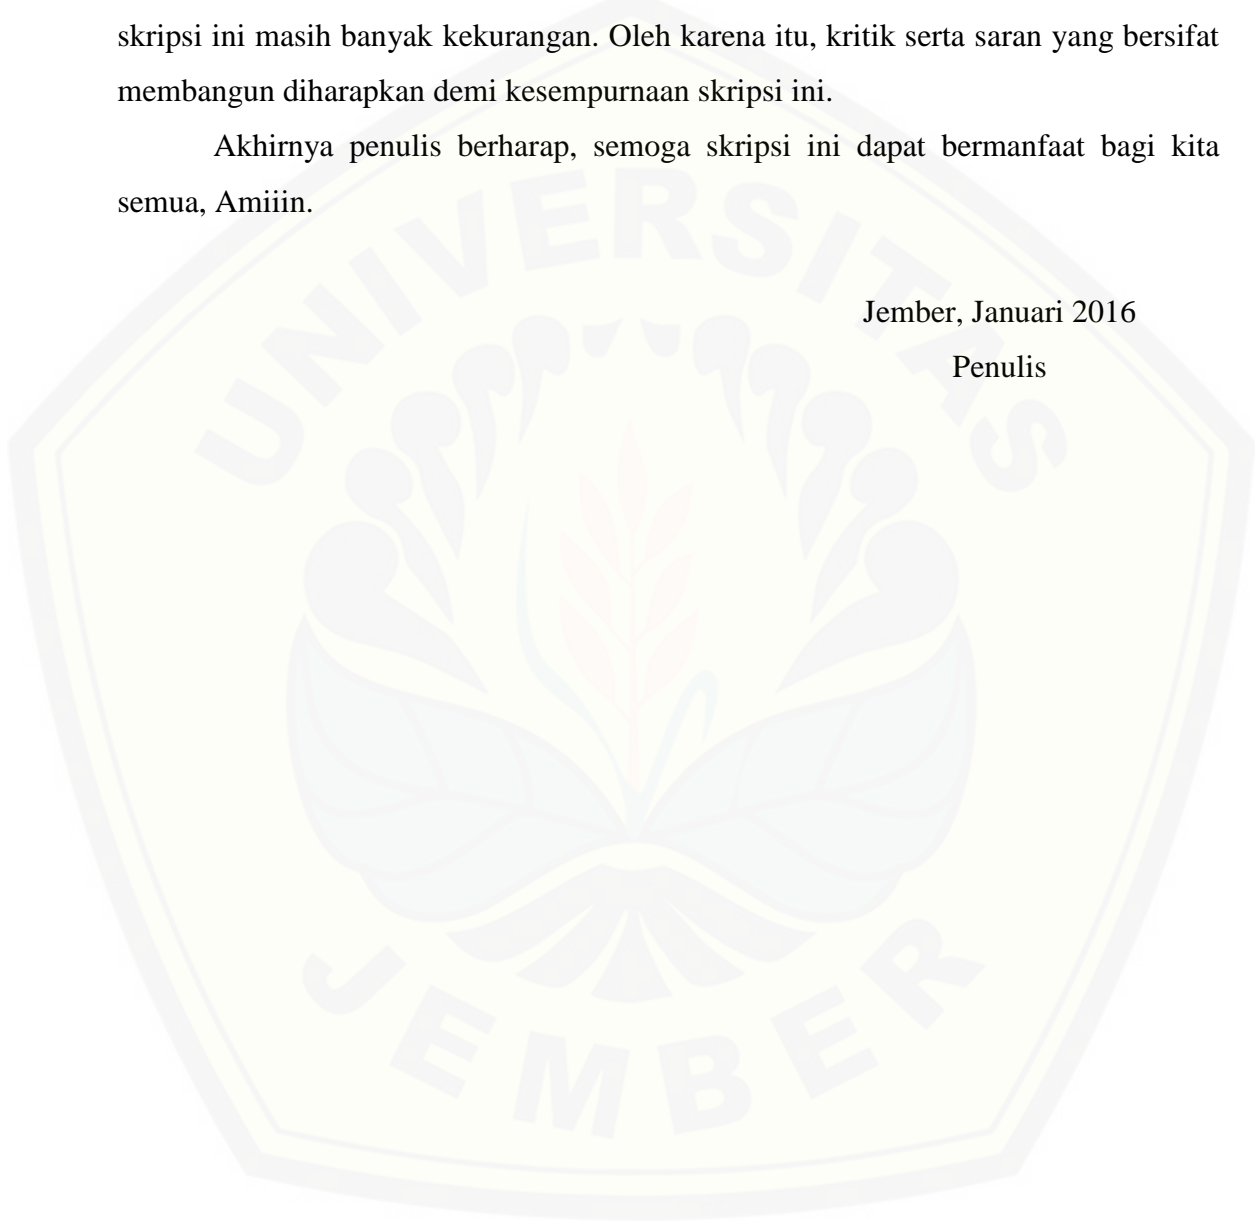 skripsi ini masih banyak kekurangan. Oleh karena itu, kritik serta saran yang bersifat
membangun diharapkan demi kesempurnaan skripsi ini.
Akhirnya penulis berharap, semoga skripsi ini dapat bermanfaat bagi kita
semua, Amiiin.
Jember, Januari 2016
Penulis
UNIVERSITAS
JEMBER